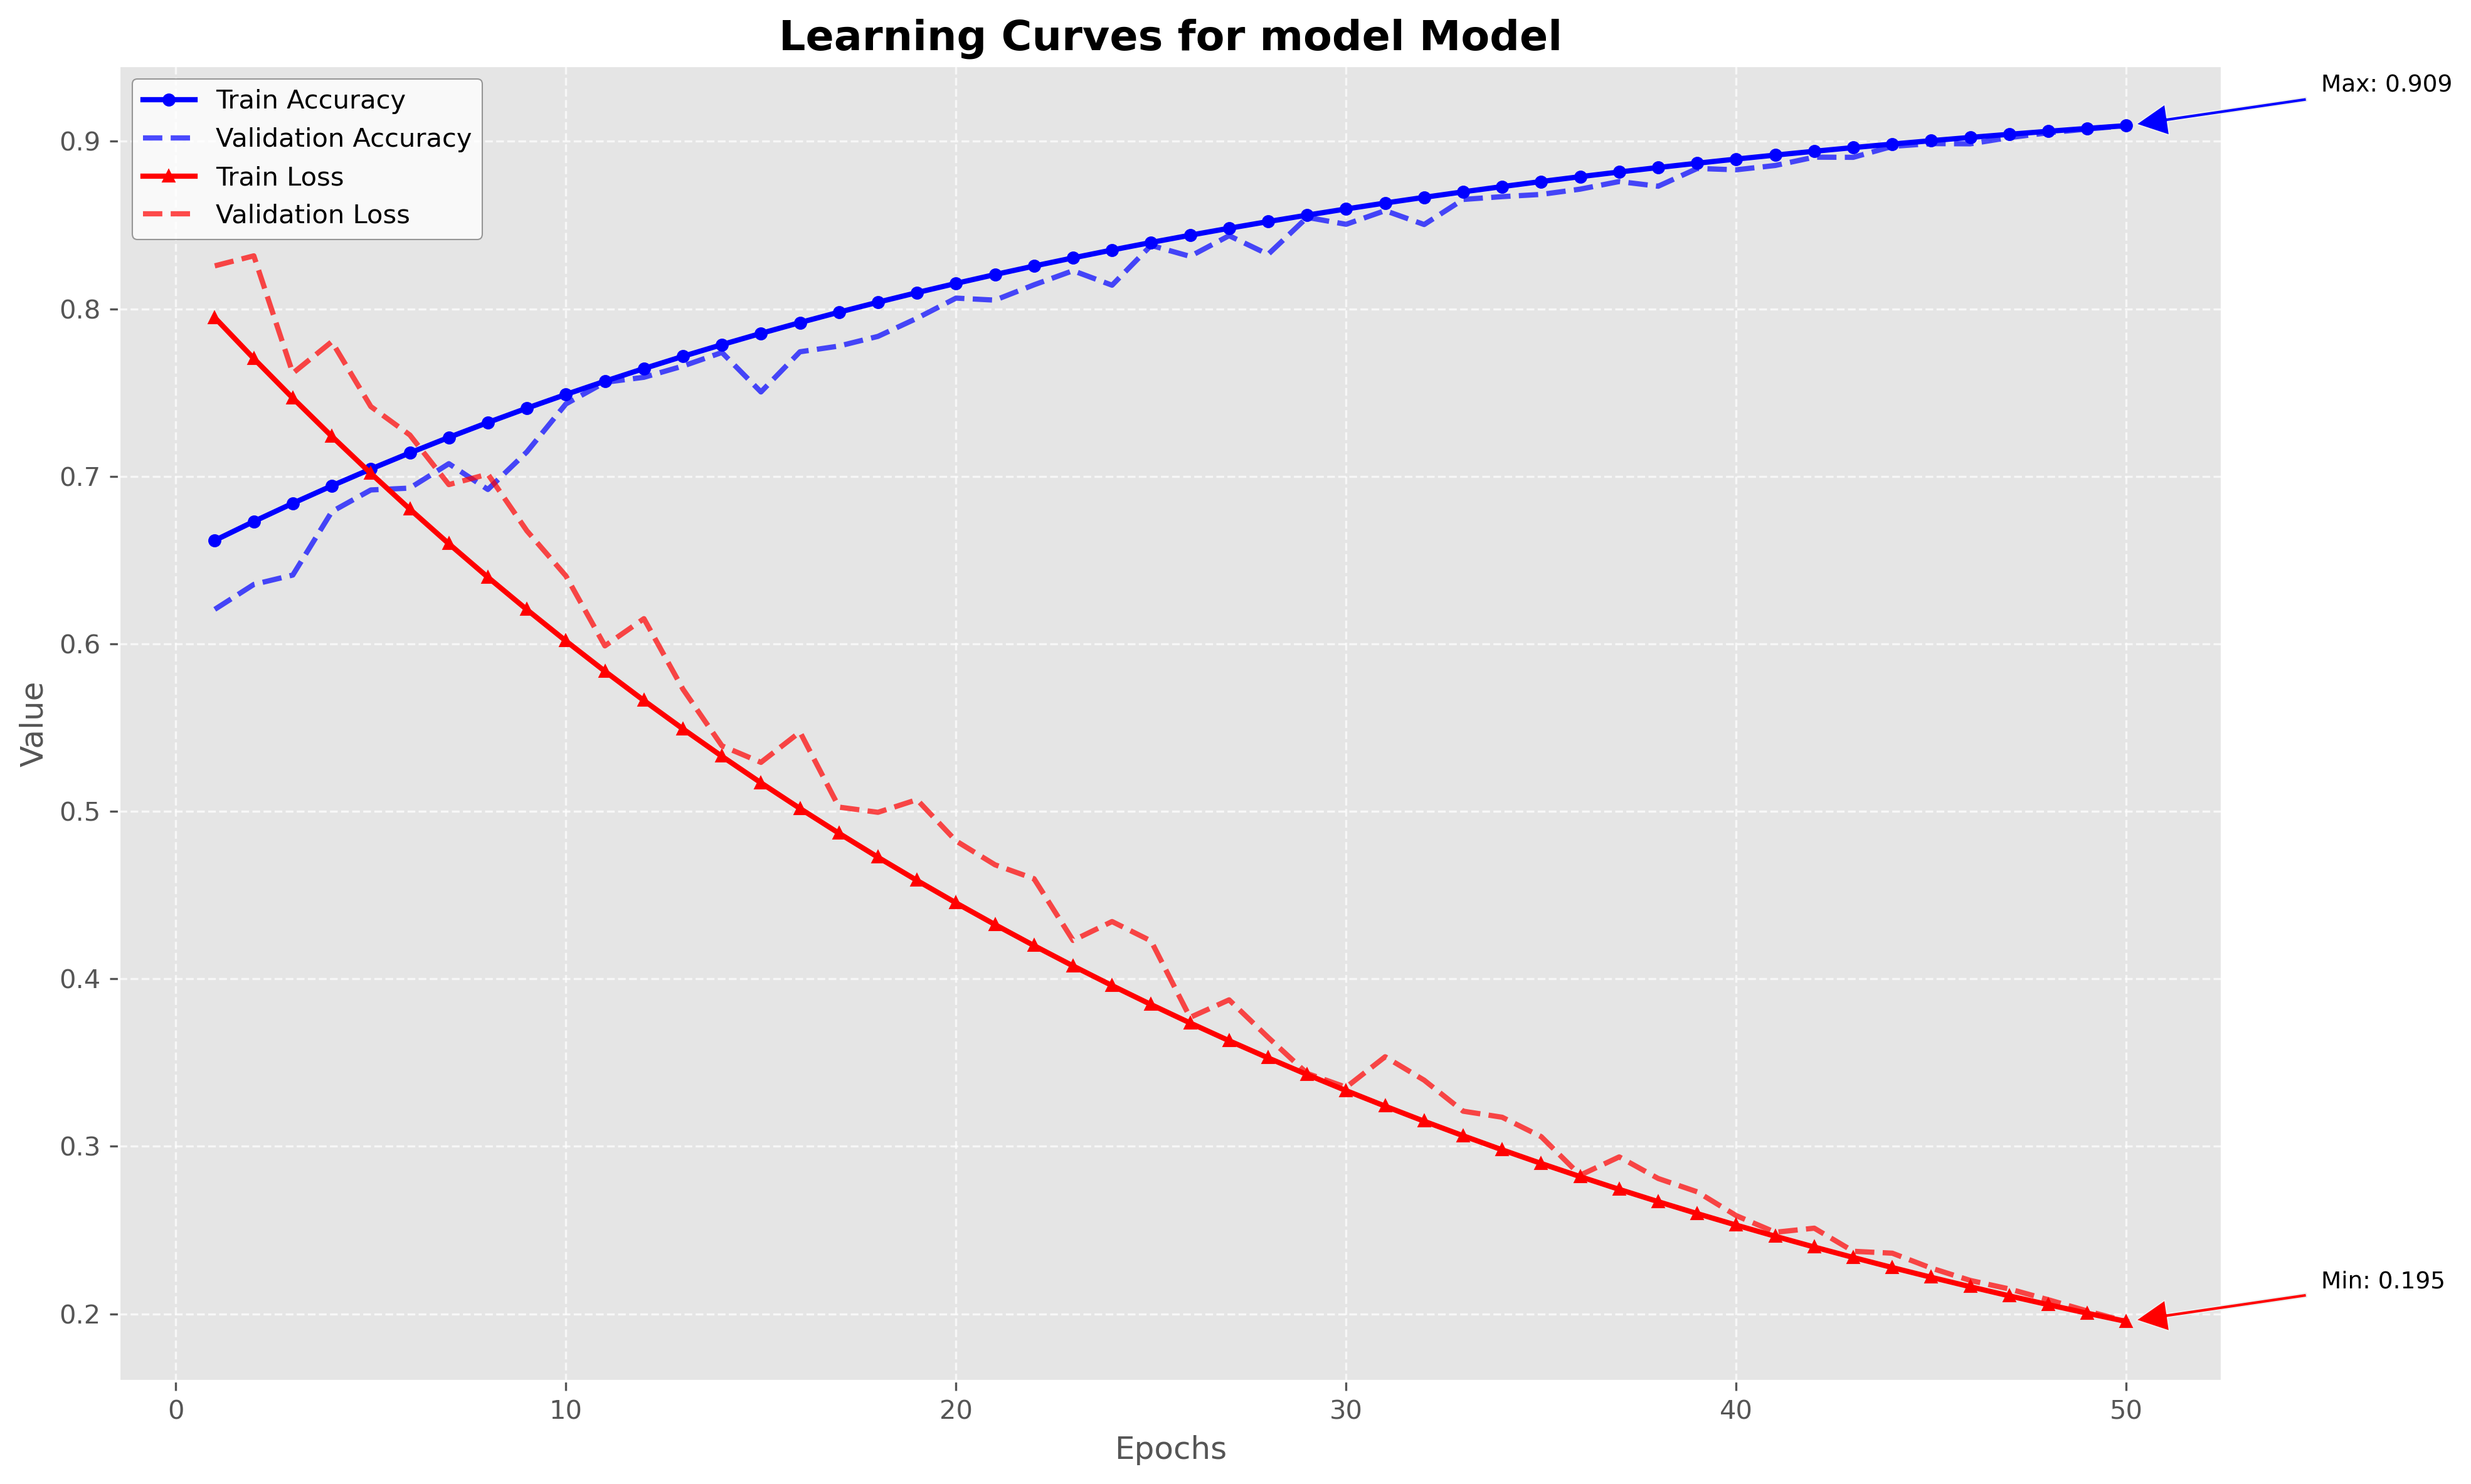 Learning Curves for model Model
Train Accuracy
Validation Accuracy
Train Loss
Validation Loss
Max: 0.909
Min: 0.195
Value
0.9
0.8
0.7
0.6
0.5
0.4
0.3
0.2
0 10 20 30 40 50
Epochs